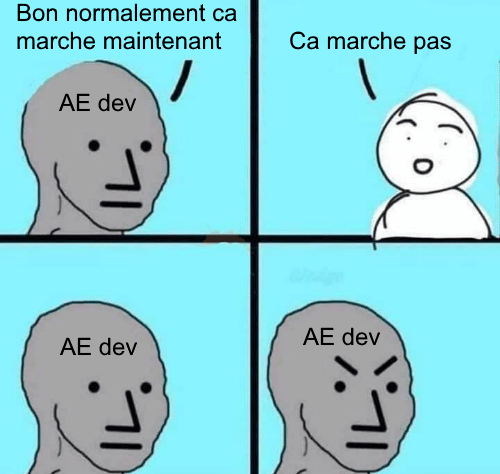 Bon normalement ca
marche maintenant
Ca marche pas
AE dev
AE dev
AE dev